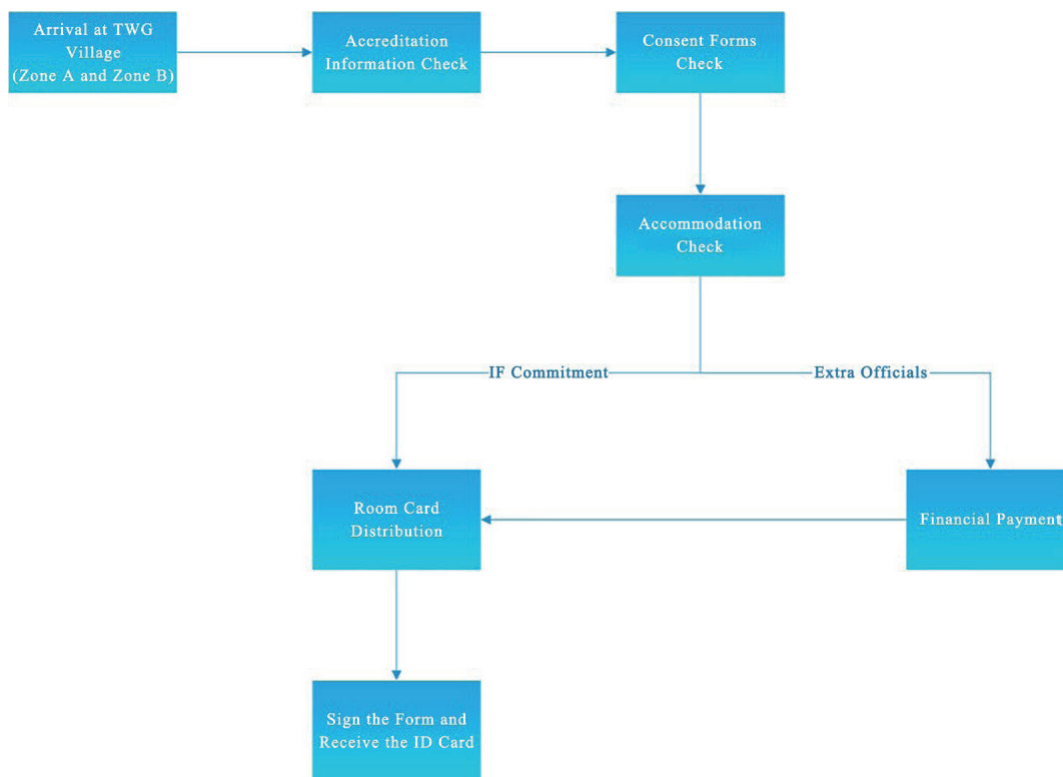 Arrival at TWG
Village
(Zone A and Zone B)
Accreditation
Information Check
Consent Forms
Check
Accommodation
Check
IF Commitment
Extra Officials
Room Card
Distribution
Financial Payment
Sign the Form and
Receive the ID Card